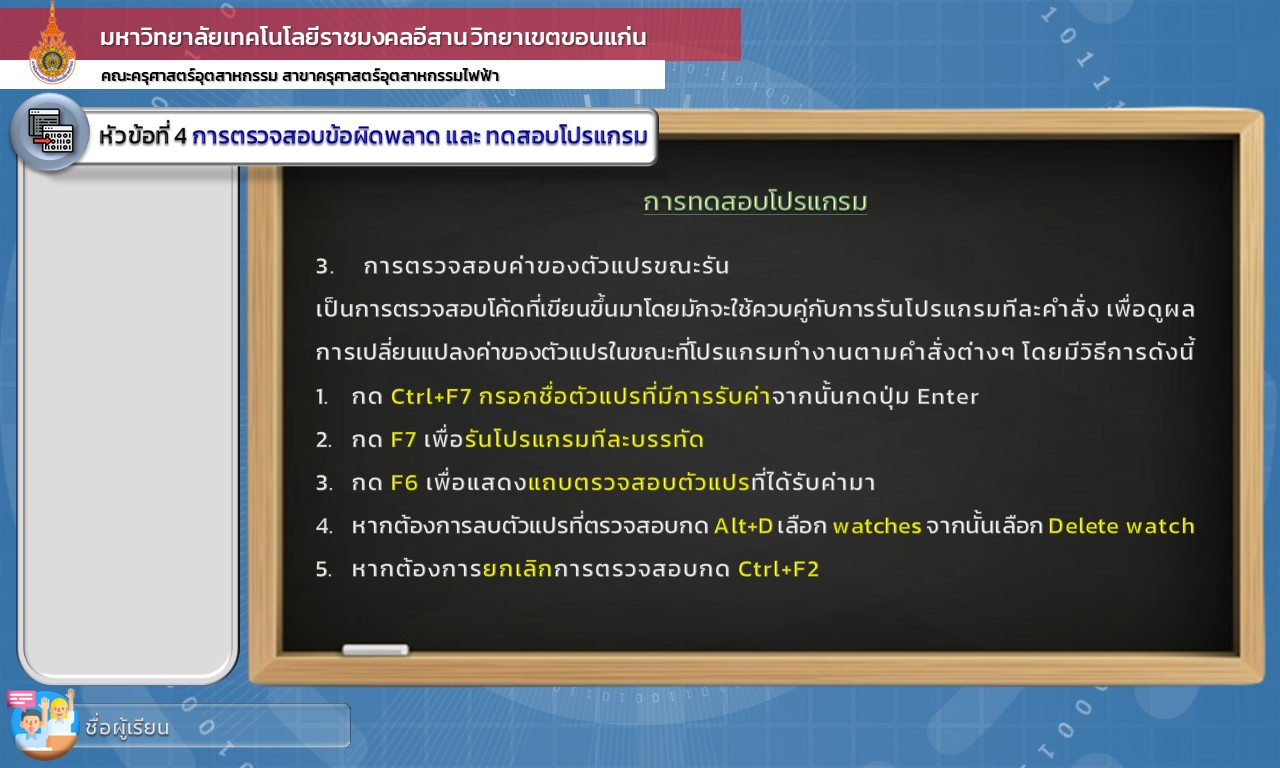 มหาวิทยาลัยเทคโนโลยีราชมงคลอีสาน วิทยาเขตขอนแก่น
คณะครุศาสตร์อุตสาหกรรม สาขาครุศาสตร์อุตสาหกรรมไฟฟ้า
หัวข้อที่ 4 การตรวจสอบข้อผิดพลาด และ ทดสอบโปรแกรม
การทดสอบโปรแกรม
3. การตรวจสอบค่าของตัวแปรขณะรัน
เป็นการตรวจสอบโค้ดที่เขียนขึ้นมาโดยมักจะใช้ควบคู่กับการรันโปรแกรมทีละคำสั่ง เพื่อดูผล
การเปลี่ยนแปลงค่าของตัวแปรในขณะที่โปรแกรมทำงานตามคำสั่งต่างๆ โดยมีวิธีการดังนี้
1. กด Ctrl+F7 กรอกชื่อตัวแปรที่มีการรับค่าจากนั้นกดปุ่ม Enter
2. กด F7 เพื่อรันโปรแกรมทีละบรรทัด
3. กด F6 เพื่อแสดงแถบตรวจสอบตัวแปรที่ได้รับค่ามา
4. หากต้องการลบตัวแปรที่ตรวจสอบกด Alt+D เลือก watches จากนั้นเลือก Delete watch
5. หากต้องการยกเลิกการตรวจสอบกด Ctrl+F2
ชื่อผู้เรียน